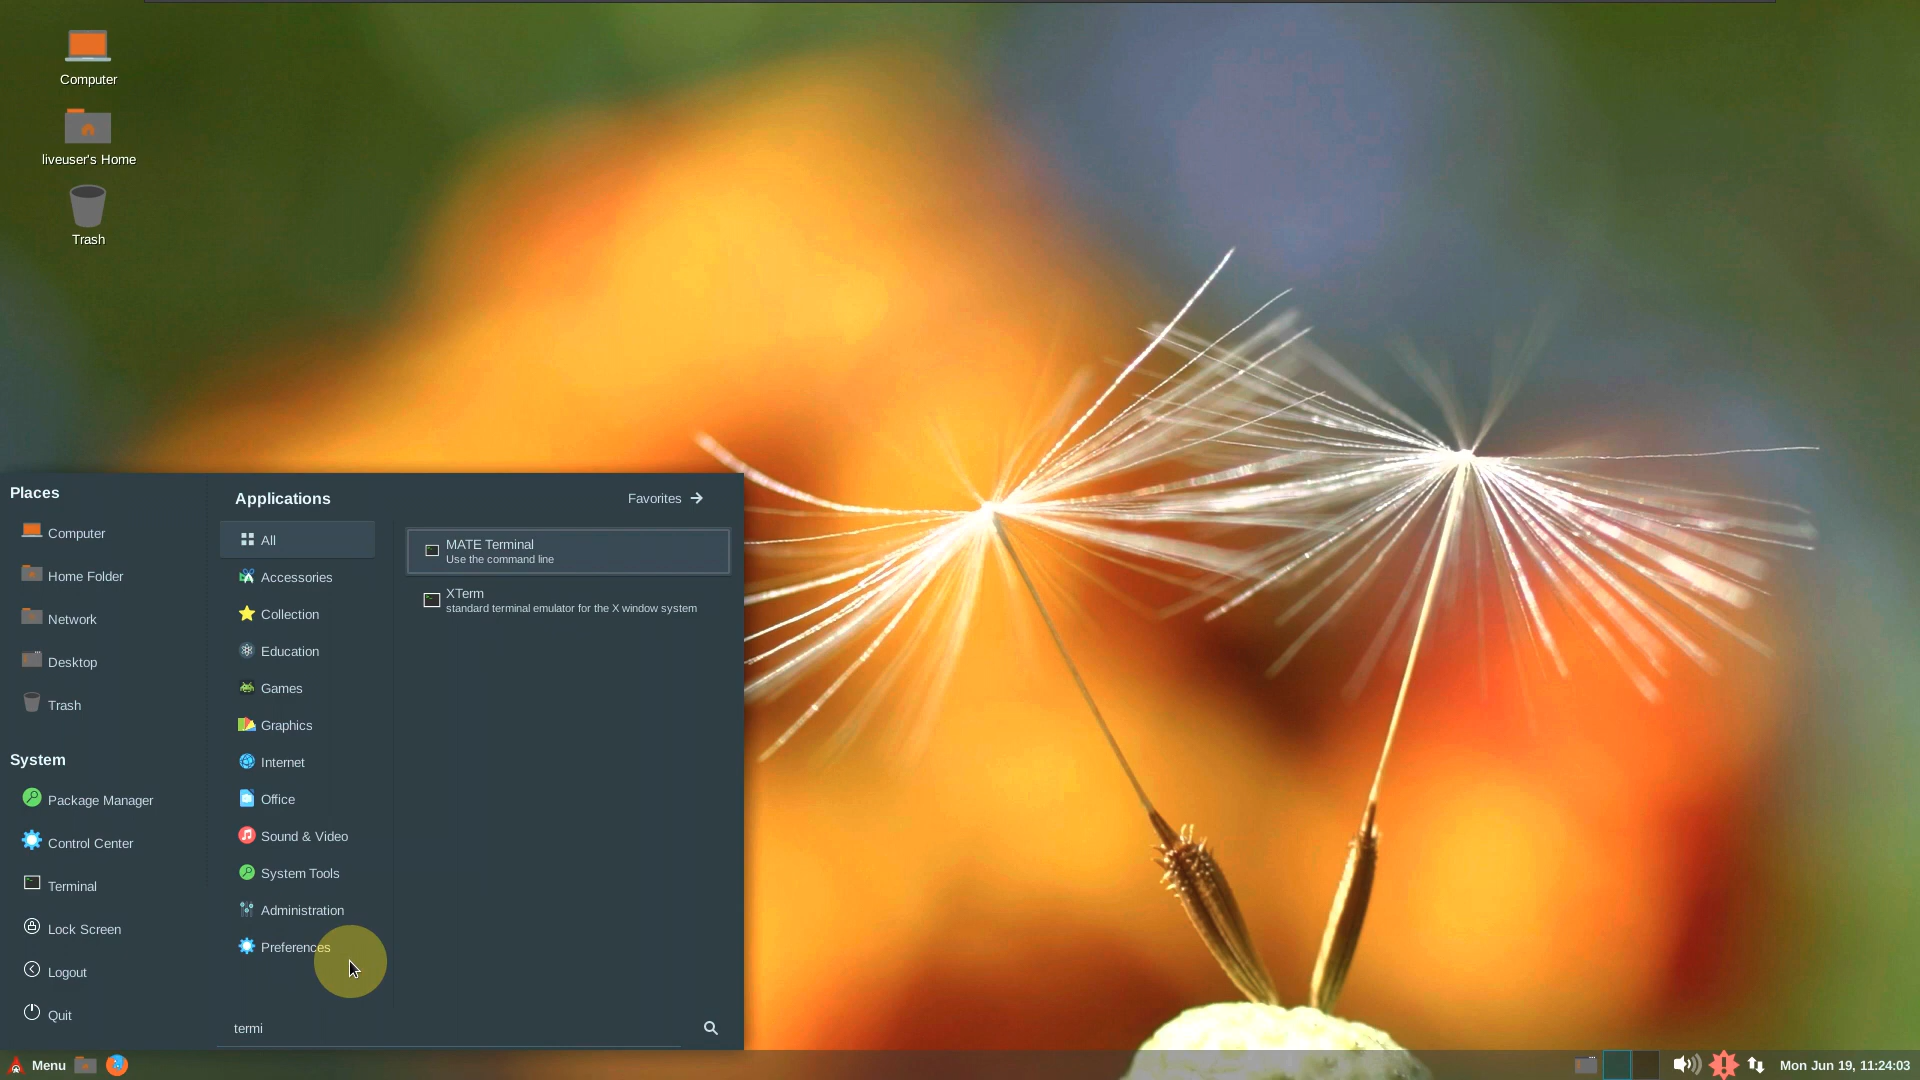 Computer
liveuser's Home
Trash
Places
Computer
Home Folder
Network
Desktop
Trash
System
Package Manager
Control Center
Terminal
Lock Screen
Logout
Quit
Applications
Favorites
All
Accessories
Collection
Education
Games
Graphics
Internet
Office
Sound & Video
System Tools
Administration
Preferences
MATE Terminal
Use the command line
XTerm
standard terminal emulator for the X window system
termi
Menu
Mon Jun 19, 11:24:03